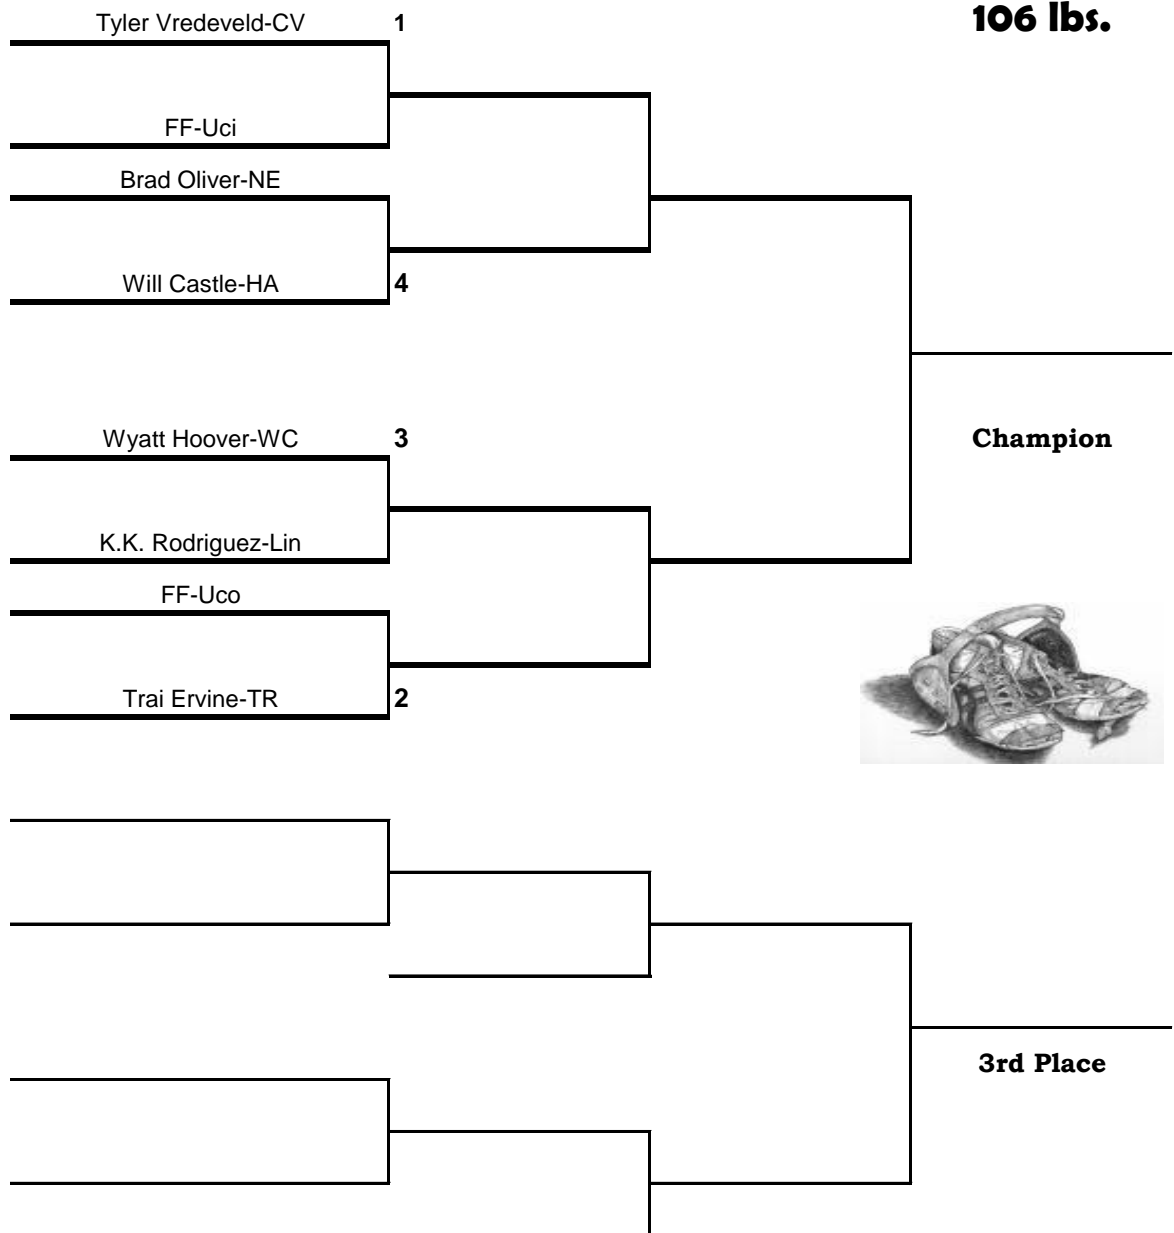 106 lbs.
Tyler Vredeveld-CV 1
FF-Uci
Brad Oliver-NE
Will Castle-HA 4
Wyatt Hoover-WC 3
Champion
K.K. Rodriguez-Lin
FF-Uco
Trai Ervine-TR 2
3rd Place